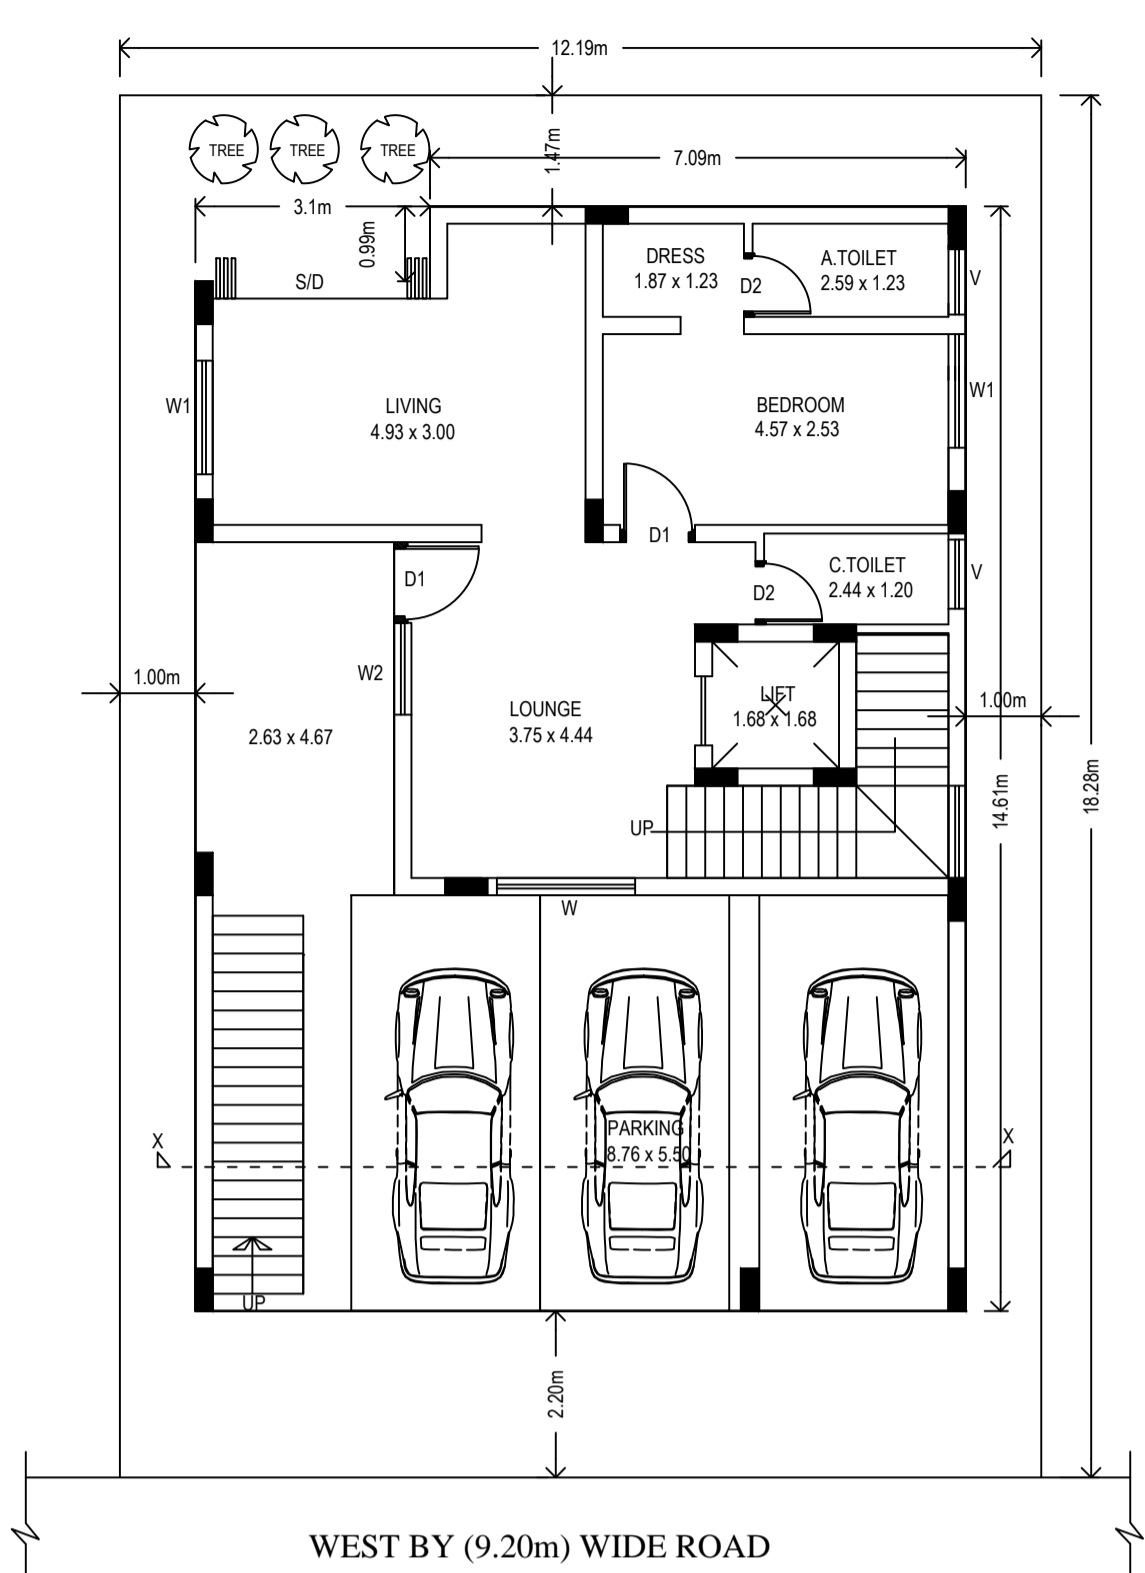 12.19m
1.47m
7.09m
TREE
TREE
TREE
3.1m
0.99m
S/D
DRESS
1.87 x 1.23
D2
A.TOILET
2.59 x 1.23
V
W1
LIVING
4.93 x 3.00
BEDROOM
4.57 x 2.53
W1
D1
D1
C.TOILET
2.44 x 1.20
V
D2
1.00m
W2
2.63 x 4.67
LOUNGE
3.75 x 4.44
LIFT
1.68 x 1.68
1.00m
14.61m
18.28m
UP
W
X
PARKING
8.76 x 5.50
X
UP
2.20m
WEST BY (9.20m) WIDE ROAD